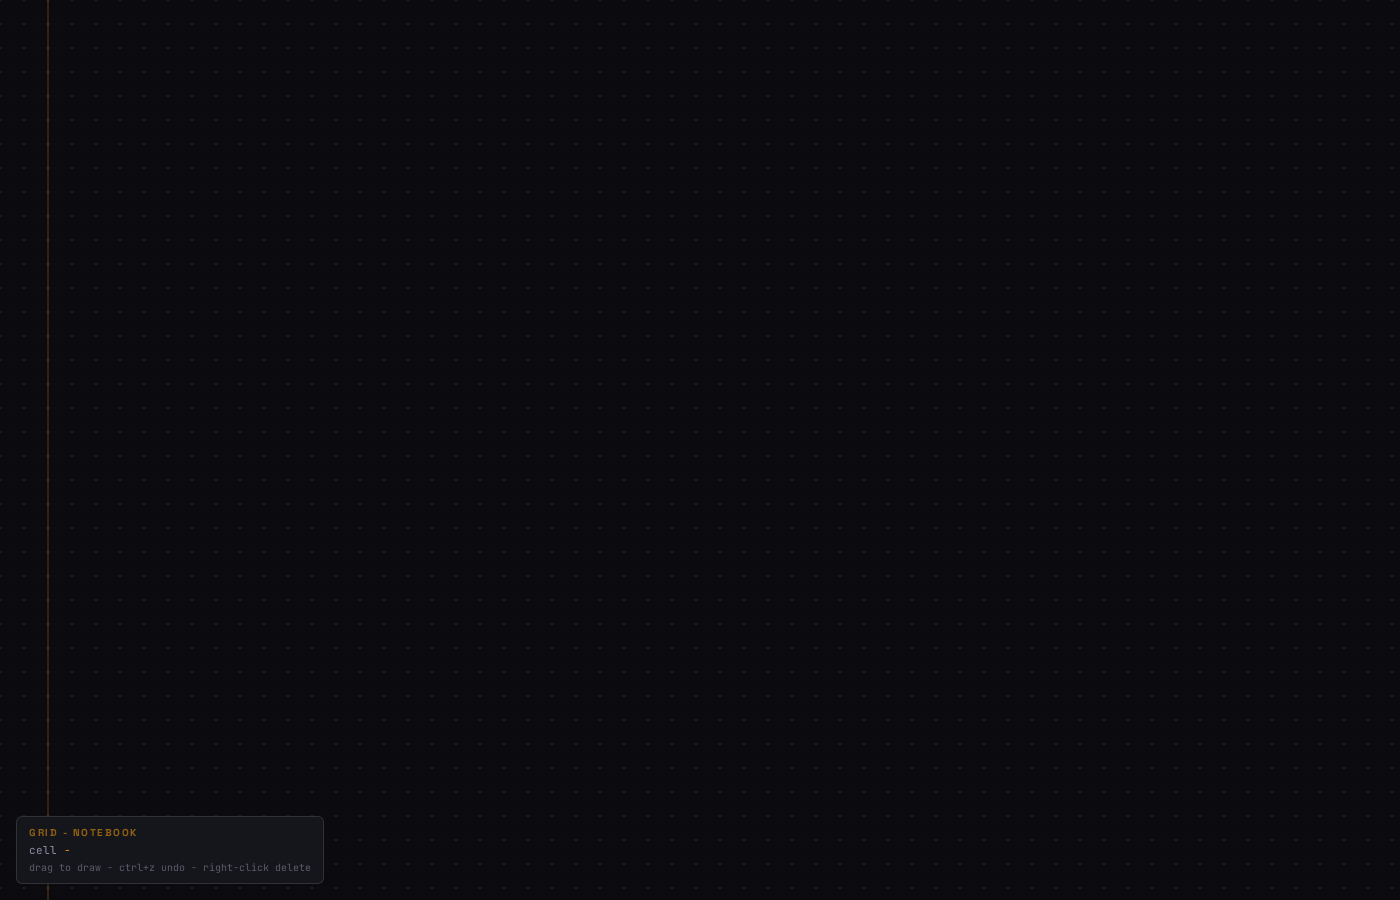 GRID - NOTEBOOK
cell -
drag to draw - ctrl+z undo - right-click delete